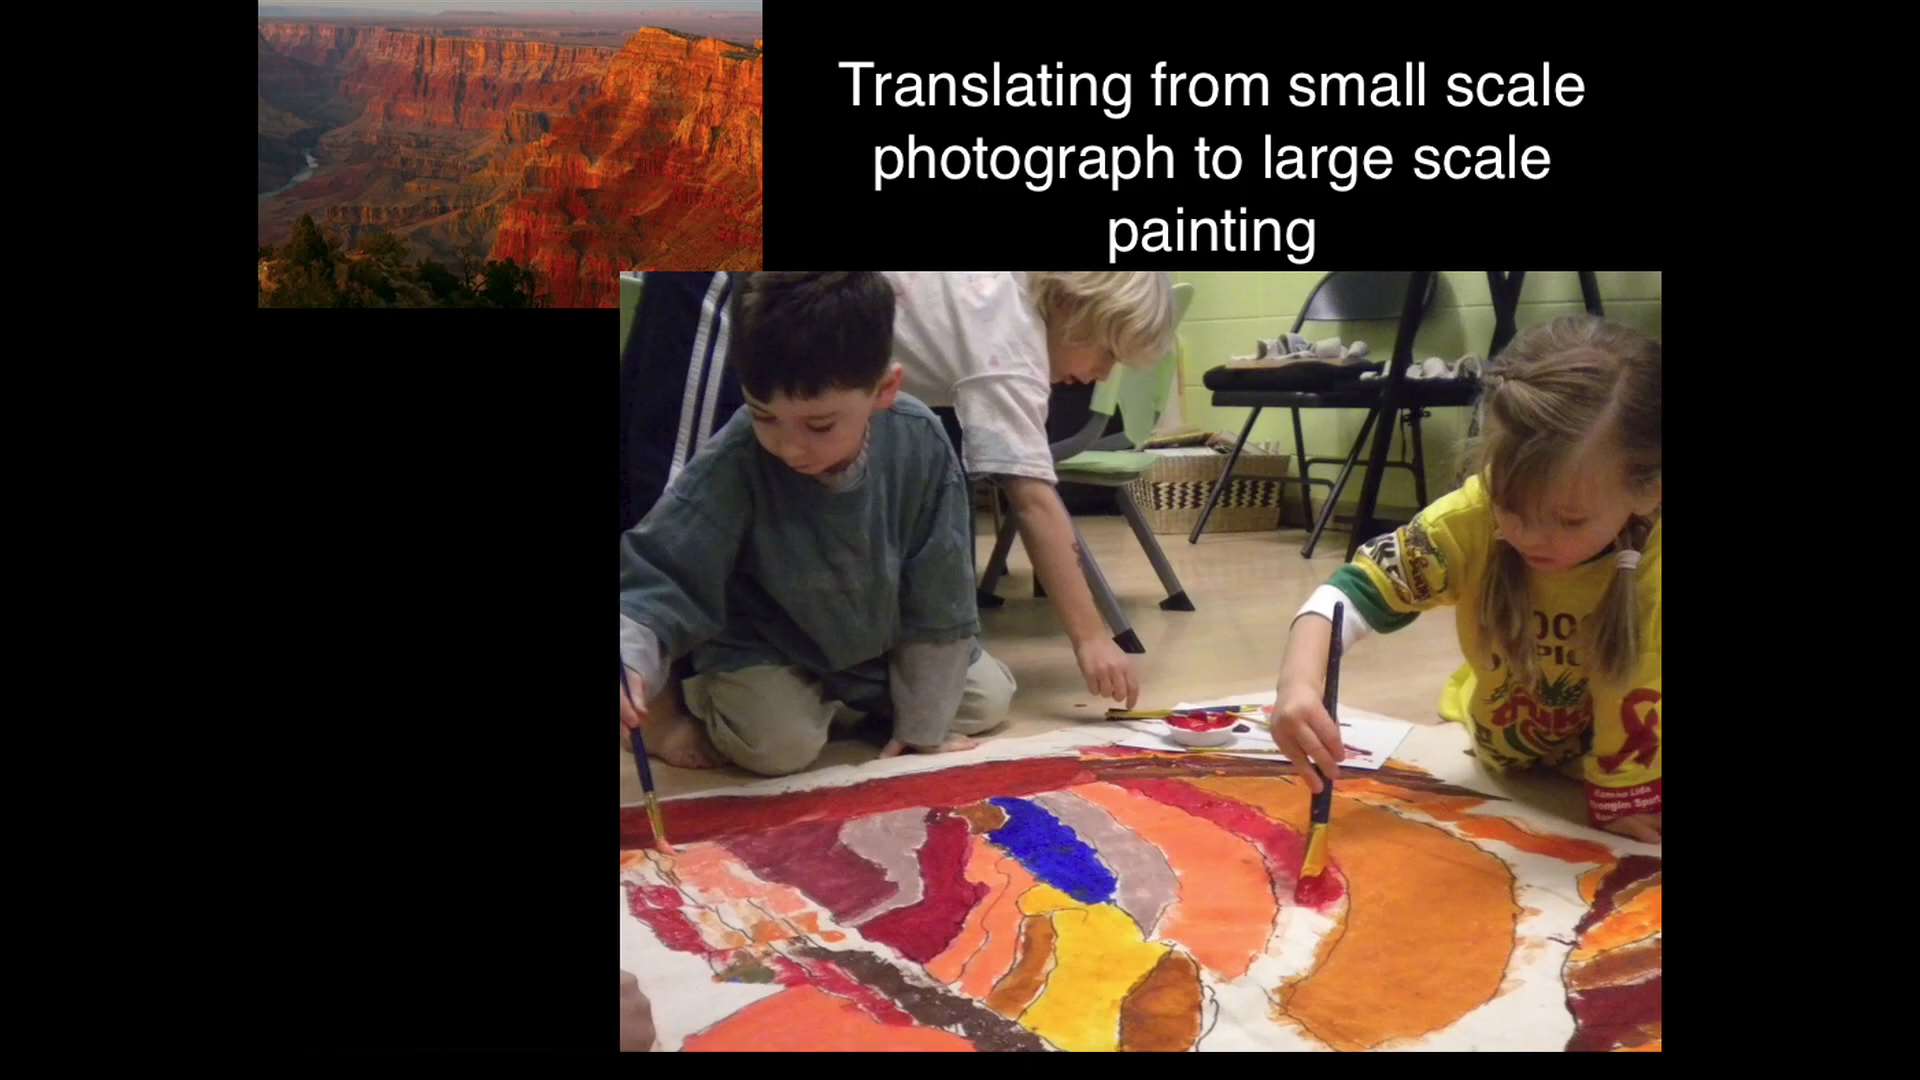 Translating from small scale
photograph to large scale
painting